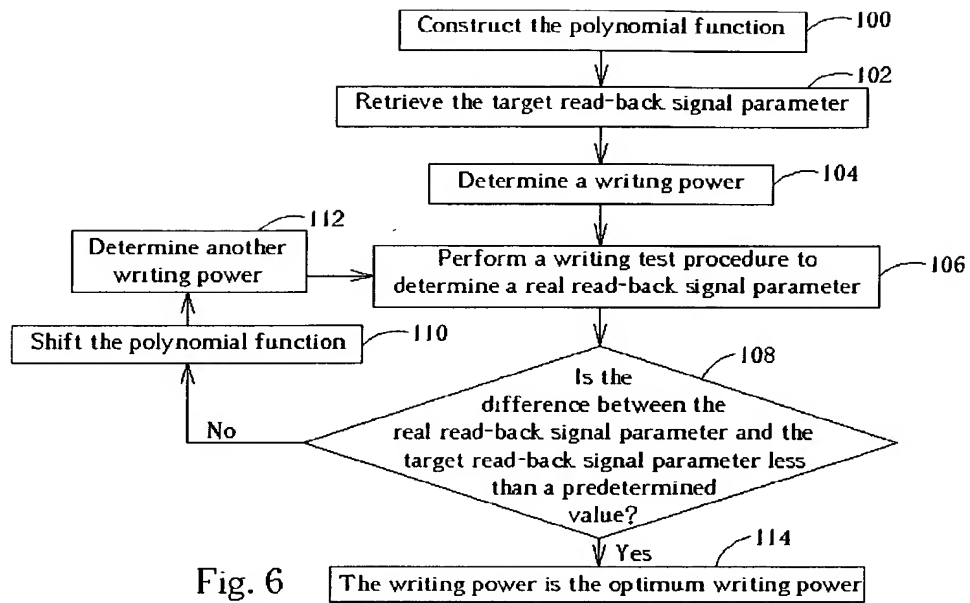 Construct the polynomial function
100
102
Retrieve the target read-back signal parameter
Determine a writing power
104
112
Determine another
writing power
Perform a writing test procedure to
determine a real read-back signal parameter
106
Shift the polynomial function
110
108
Is the
difference between the
real read-back signal parameter and the
target read-back signal parameter less
than a predetermined
value?
No
Yes
114
The writing power is the optimum writing power
Fig. 6